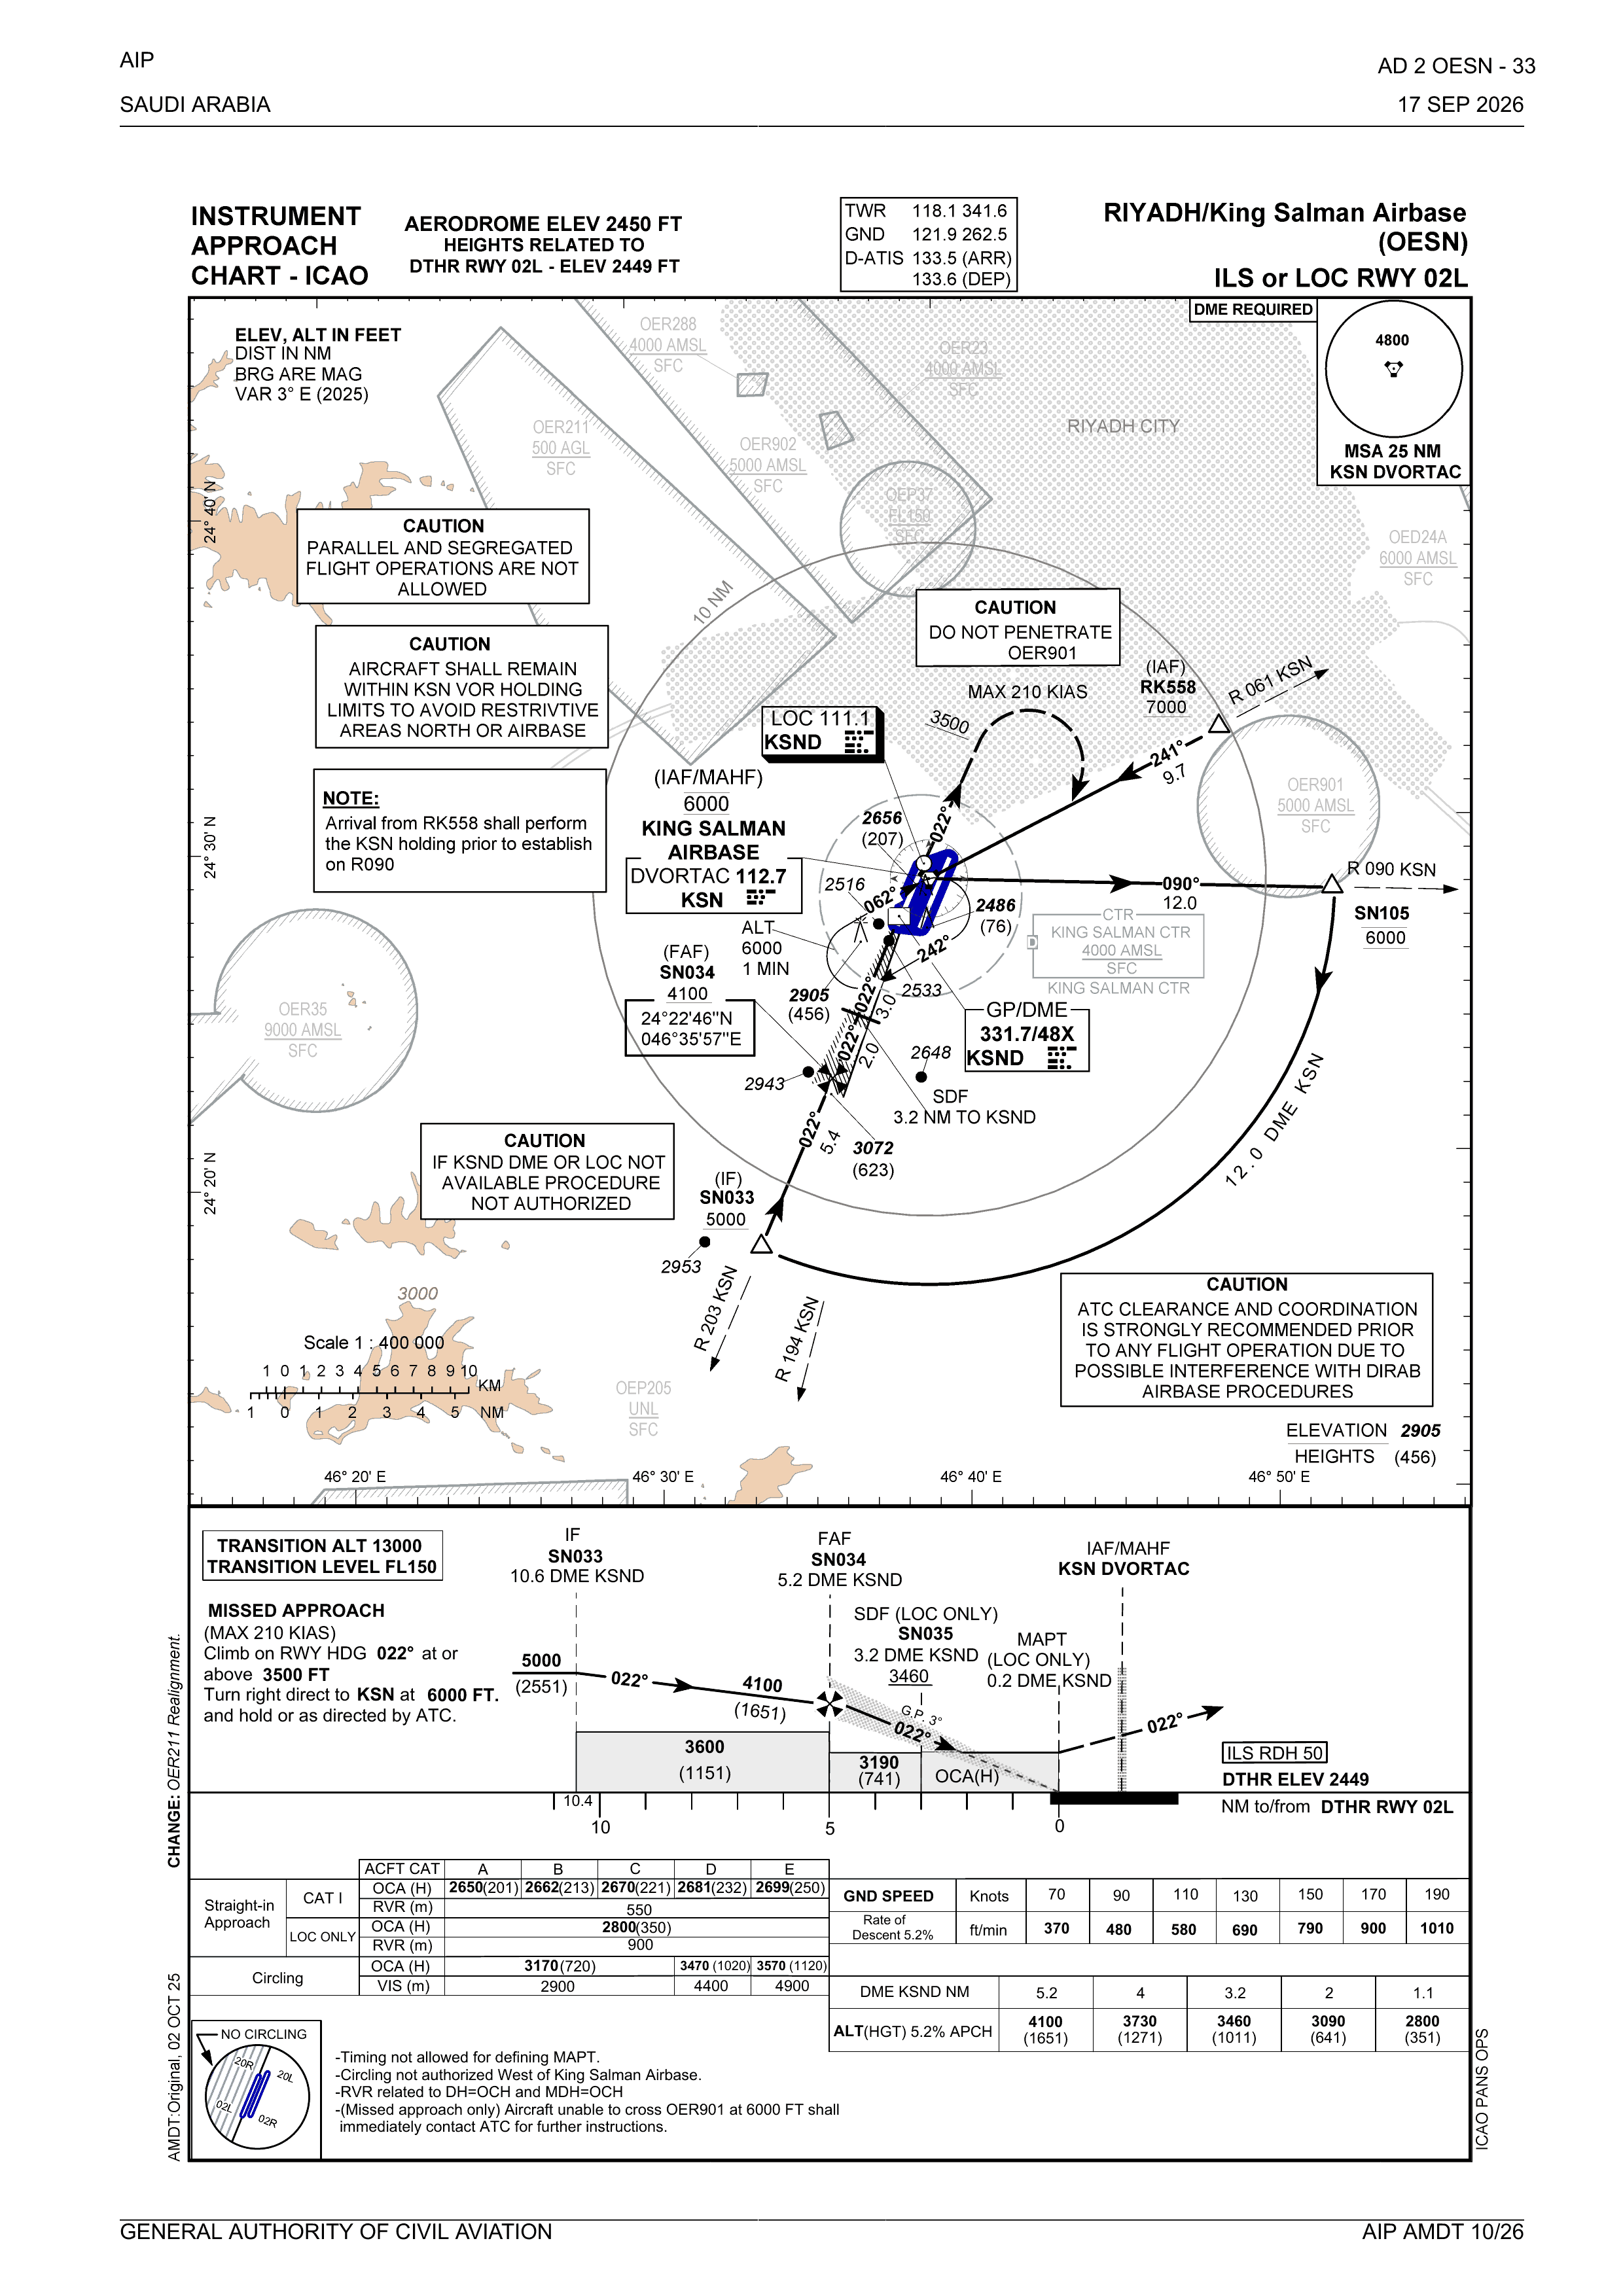 AIP
AD 2 OESN - 33
SAUDI ARABIA
17 SEP 2026
INSTRUMENT
APPROACH
CHART - ICAO
AERODROME ELEV 2450 FT
HEIGHTS RELATED TO
DTHR RWY 02L - ELEV 2449 FT
TWR 118.1 341.6
GND 121.9 262.5
D-ATIS 133.5 (ARR)
133.6 (DEP)
RIYADH/King Salman Airbase
(OESN)
ILS or LOC RWY 02L
ELEV, ALT IN FEET
DIST IN NM
BRG ARE MAG
VAR 3° E (2025)
OER288
4000 AMSL
SFC
OER23
4000 AMSL
SFC
DME REQUIRED
4800
MSA 25 NM
KSN DVORTAC
OER211
500 AGL
SFC
OER902
5000 AMSL
SFC
RIYADH CITY
OEP37
FL150
SFC
OED24A
6000 AMSL
SFC
24° 40' N
CAUTION
PARALLEL AND SEGREGATED
FLIGHT OPERATIONS ARE NOT
ALLOWED
10 NM
CAUTION
DO NOT PENETRATE
OER901
CAUTION
AIRCRAFT SHALL REMAIN
WITHIN KSN VOR HOLDING
LIMITS TO AVOID RESTRIVTIVE
AREAS NORTH OR AIRBASE
(IAF)
RK558
7000
R 061 KSN
MAX 210 KIAS
3500
LOC 111.1
KSND
241°
9.7
NOTE:
Arrival from RK558 shall perform
the KSN holding prior to establish
on R090
(IAF/MAHF)
6000
KING SALMAN
AIRBASE
DVORTAC 112.7
KSN
OER901
5000 AMSL
SFC
24° 30' N
2656
(207)
022°
2516
062°
090°
12.0
R 090 KSN
SN105
6000
2486
(76)
242°
CTR
KING SALMAN CTR
4000 AMSL
SFC
KING SALMAN CTR
D
ALT
6000
1 MIN
(FAF)
SN034
4100
24°22'46"N
046°35'57"E
2905
(456)
2533
022°
3.0
022°
2.0
GP/DME
331.7/48X
KSND
OER35
9000 AMSL
SFC
2943
2648
SDF
3.2 NM TO KSND
022°
5.4
3072
(623)
12.0 DME KSN
CAUTION
IF KSND DME OR LOC NOT
AVAILABLE PROCEDURE
NOT AUTHORIZED
24° 20' N
(IF)
SN033
5000
2953
R 203 KSN
R 194 KSN
3000
Scale 1 : 400 000
1 0 1 2 3 4 5 6 7 8 9 10
KM
1 0 1 2 3 4 5 NM
OEP205
UNL
SFC
CAUTION
ATC CLEARANCE AND COORDINATION
IS STRONGLY RECOMMENDED PRIOR
TO ANY FLIGHT OPERATION DUE TO
POSSIBLE INTERFERENCE WITH DIRAB
AIRBASE PROCEDURES
ELEVATION 2905
HEIGHTS (456)
46° 20' E
46° 30' E
46° 40' E
46° 50' E
TRANSITION ALT 13000
TRANSITION LEVEL FL150
IF
SN033
10.6 DME KSND
FAF
SN034
5.2 DME KSND
IAF/MAHF
KSN DVORTAC
MISSED APPROACH
(MAX 210 KIAS)
Climb on RWY HDG 022° at or
above 3500 FT
Turn right direct to KSN at 6000 FT.
and hold or as directed by ATC.
SDF (LOC ONLY)
SN035
3.2 DME KSND
3460
MAPT
(LOC ONLY)
0.2 DME KSND
5000
(2551)
022°
4100
(1651)
G.P. 3°
022°
022°
3600
(1151)
3190
(741)
OCA(H)
ILS RDH 50
DTHR ELEV 2449
NM to/from DTHR RWY 02L
10.4
10
5
0
CHANGE: OER211 Realignment.
ACFT CAT A B C D E
Straight-in
Approach
CAT I
OCA (H) 2650(201) 2662(213) 2670(221) 2681(232) 2699(250)
RVR (m) 550
LOC ONLY
OCA (H) 2800(350)
RVR (m) 900
Circling
OCA (H) 3170(720) 3470 (1020) 3570 (1120)
VIS (m) 2900 4400 4900
GND SPEED Knots 70 90 110 130 150 170 190
Rate of
Descent 5.2% ft/min 370 480 580 690 790 900 1010
DME KSND NM 5.2 4 3.2 2 1.1
ALT(HGT) 5.2% APCH 4100 3730 3460 3090 2800
(1651) (1271) (1011) (641) (351)
AMDT:Original, 02 OCT 25
NO CIRCLING
20R
20L
02L
02R
-Timing not allowed for defining MAPT.
-Circling not authorized West of King Salman Airbase.
-RVR related to DH=OCH and MDH=OCH
-(Missed approach only) Aircraft unable to cross OER901 at 6000 FT shall
immediately contact ATC for further instructions.
ICAO PANS OPS
GENERAL AUTHORITY OF CIVIL AVIATION
AIP AMDT 10/26